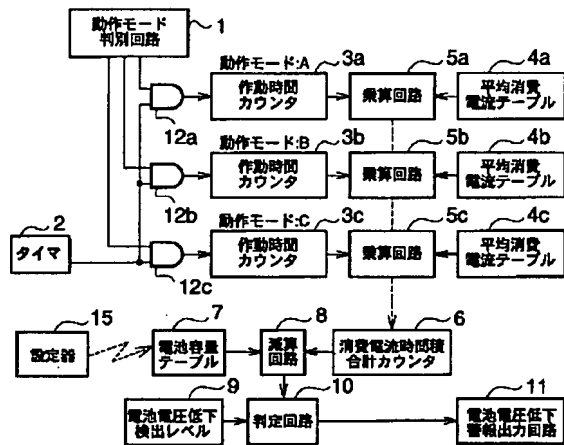 動作モード
判別回路
1
動作モード:A
3a
5a
4a
作動時間
カウンタ
乗算回路
平均消費
電流テーブル
12a
動作モード:B
3b
5b
4b
作動時間
カウンタ
乗算回路
平均消費
電流テーブル
12b
動作モード:C
3c
5c
4c
2
タイマ
作動時間
カウンタ
乗算回路
平均消費
電流テーブル
12c
15
7
8
6
設定器
電池容量
テーブル
減算
回路
消費電流時間積
合計カウンタ
9
10
11
電池電圧低下
検出レベル
判定回路
電池電圧低下
警報出力回路